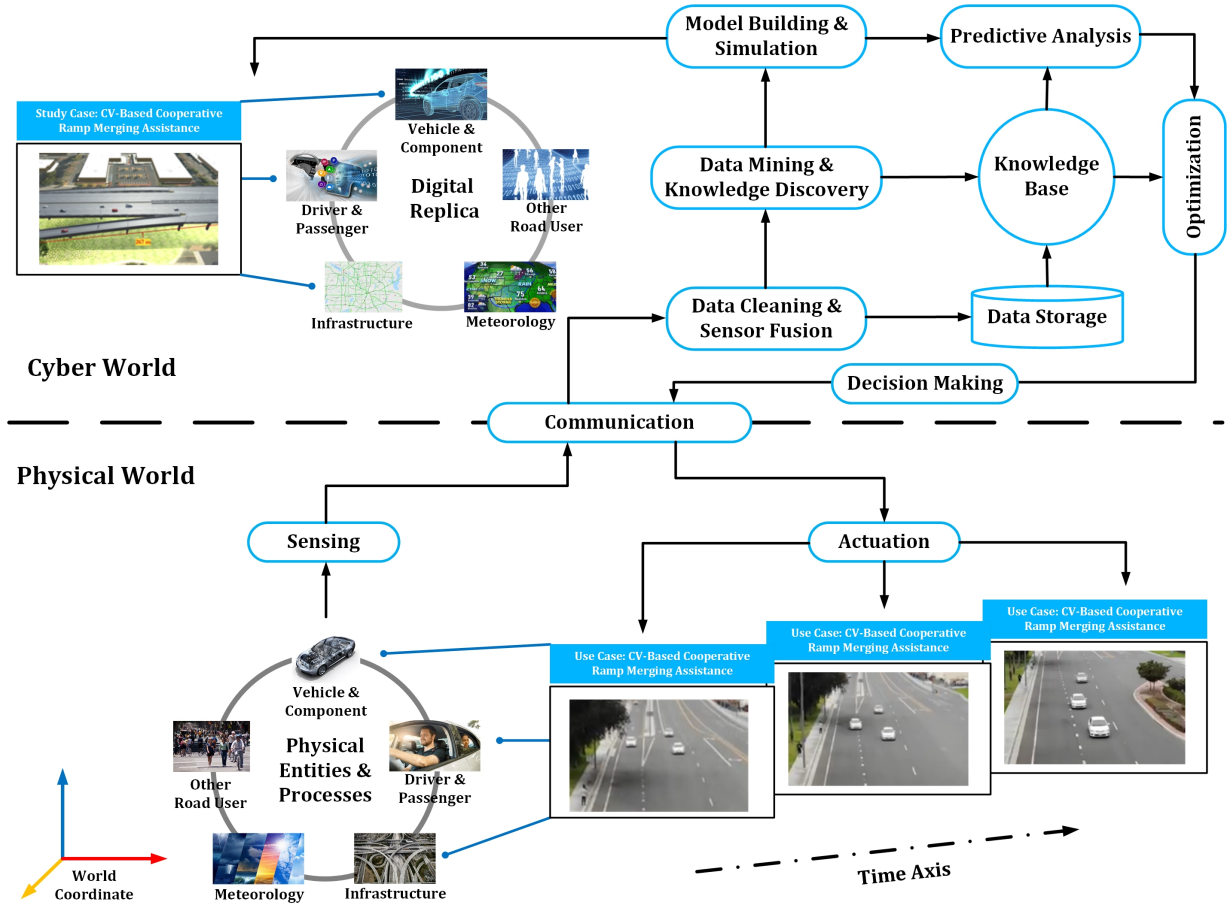 Model Building &
Simulation
Predictive Analysis
Study Case: CV-Based Cooperative
Ramp Merging Assistance
Vehicle &
Component
Driver &
Passenger
Digital
Replica
Other
Road User
Infrastructure
Meteorology
Data Mining &
Knowledge Discovery
Knowledge
Base
Optimization
Data Cleaning &
Sensor Fusion
Data Storage
Cyber World
Decision Making
Communication
Physical World
Sensing
Actuation
Use Case: CV-Based Cooperative
Ramp Merging Assistance
Use Case: CV-Based Cooperative
Ramp Merging Assistance
Use Case: CV-Based Cooperative
Ramp Merging Assistance
Vehicle &
Component
Physical
Entities &
Processes
Other
Road User
Driver &
Passenger
Meteorology
Infrastructure
World
Coordinate
Time Axis